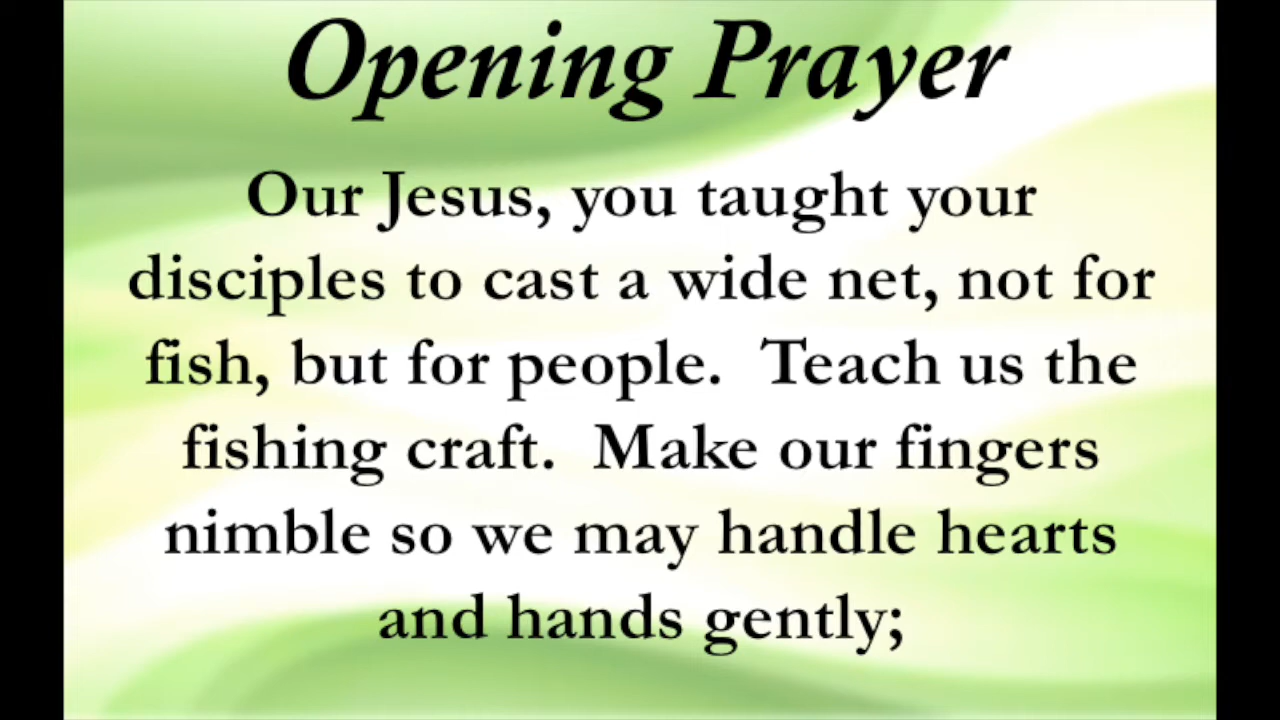 Opening Prayer
Our Jesus, you taught your
disciples to cast a wide net, not for
fish, but for people.  Teach us the
fishing craft.  Make our fingers
nimble so we may handle hearts
and hands gently;